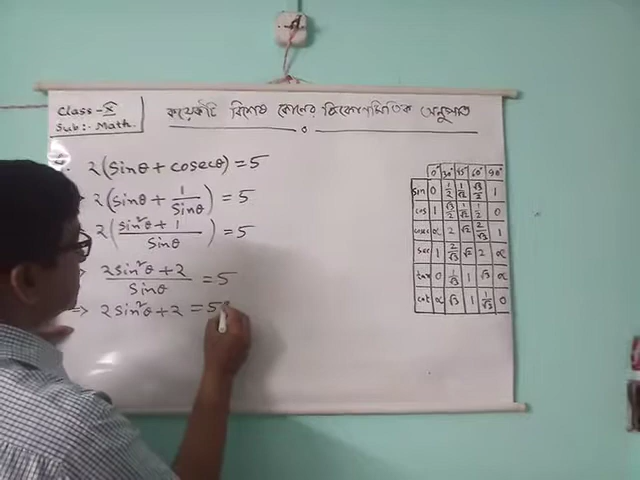 Class - X
Sub:- Math.
কয়েকটি বিশেষ কোনের ত্রিকোণমিতিক অনুপাত
2(sinθ + cosecθ) = 5
2(sinθ + 1/sinθ) = 5
2(sin²θ + 1/sinθ) = 5
⇒ 2sin²θ + 2/sinθ = 5
⇒ 2sin²θ + 2 = 5
0° 30° 45° 60° 90°
sin 0 1/2 1/√2 √3/2 1
cos 1 √3/2 1/√2 1/2 0
cosec α 2 √2 2/√3 1
sec 1 2/√3 √2 2 α
tan 0 1/√3 1 √3 α
cot α √3 1 1/√3 0